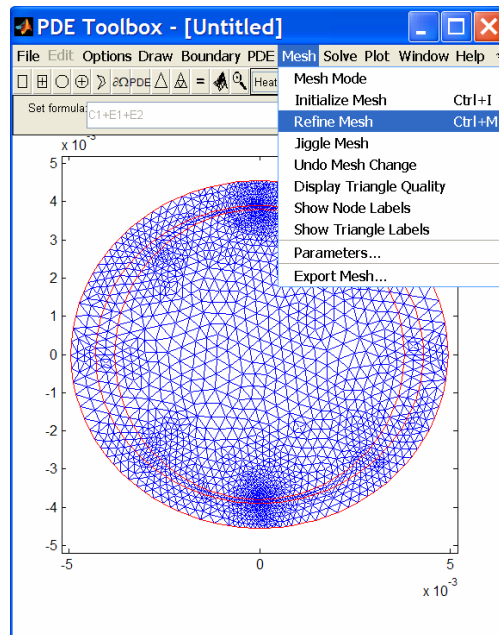 PDE Toolbox - [Untitled]
File Edit Options Draw Boundary PDE Mesh Solve Plot Window Help
∂Ω PDE = Heat
Set formula: C1+E1+E2
Mesh Mode
Initialize Mesh Ctrl+I
Refine Mesh Ctrl+M
Jiggle Mesh
Undo Mesh Change
Display Triangle Quality
Show Node Labels
Show Triangle Labels
Parameters...
Export Mesh...
x 10⁻³
5
4
3
2
1
0
-1
-2
-3
-4
-5
-5 0 5
x 10⁻³